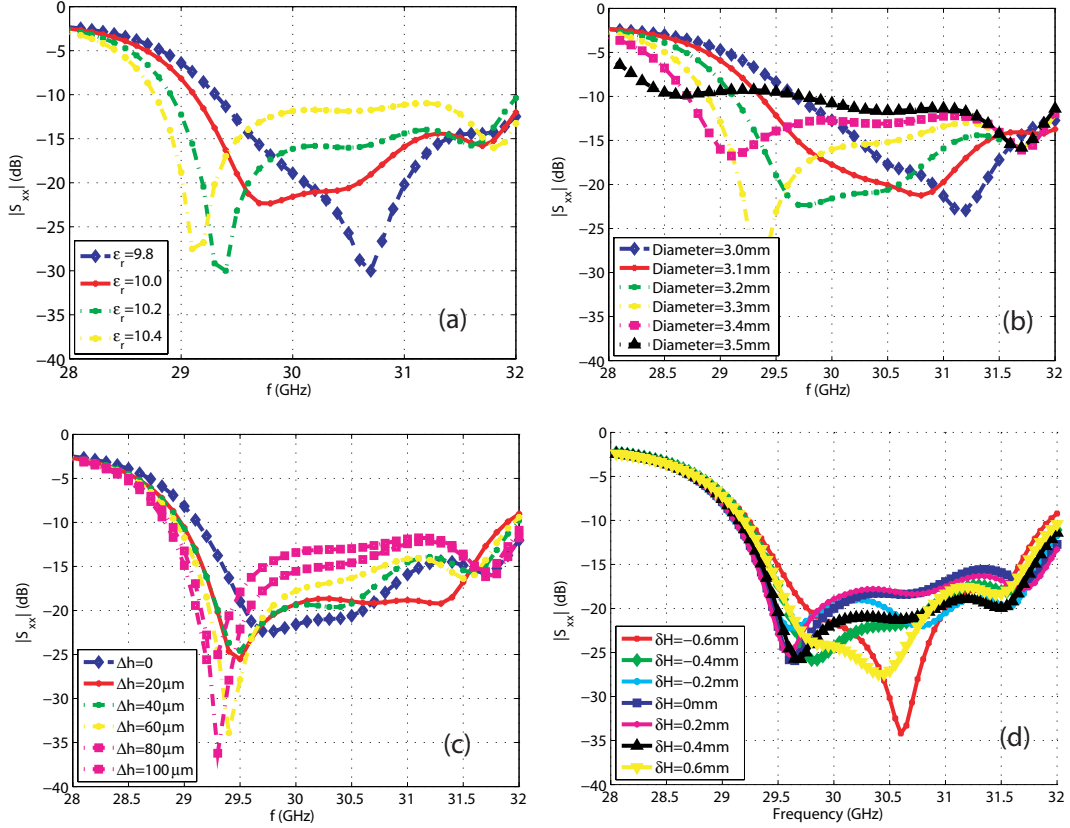 0
−5
−10
−15
−20
−25
−30
−35
−40
|S_xx| (dB)
ε_r=9.8
ε_r=10.0
ε_r=10.2
ε_r=10.4
(a)
28 29 30 31 32
f (GHz)
0
−5
−10
−15
−20
−25
−30
−35
−40
|S_xx| (dB)
Diameter=3.0mm
Diameter=3.1mm
Diameter=3.2mm
Diameter=3.3mm
Diameter=3.4mm
Diameter=3.5mm
(b)
28 28.5 29 29.5 30 30.5 31 31.5 32
f (GHz)
0
−5
−10
−15
−20
−25
−30
−35
−40
|S_xx| (dB)
Δh=0
Δh=20μm
Δh=40μm
Δh=60μm
Δh=80μm
Δh=100μm
(c)
28 28.5 29 29.5 30 30.5 31 31.5 32
f (GHz)
0
−5
−10
−15
−20
−25
−30
−35
−40
|S_xx| (dB)
δH=−0.6mm
δH=−0.4mm
δH=−0.2mm
δH=0mm
δH=0.2mm
δH=0.4mm
δH=0.6mm
(d)
28 28.5 29 29.5 30 30.5 31 31.5 32
Frequency (GHz)